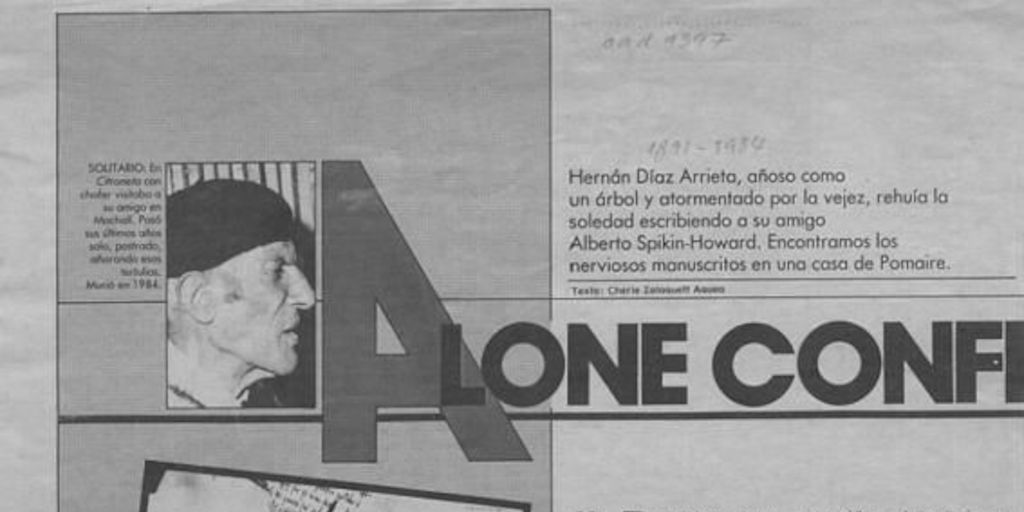 1891-1984
SOLITARIO: En
Citroneta con
chofer visitaba a
su amigo en
Machalí. Pasó
sus últimos años
solo, postrado,
añorando esas
tertulias.
Murió en 1984.
Hernán Díaz Arrieta, añoso como
un árbol y atormentado por la vejez, rehuía la
soledad escribiendo a su amigo
Alberto Spikin-Howard. Encontramos los
nerviosos manuscritos en una casa de Pomaire.
Texto: Cherie Zalaquett Aquea
ALONE CONFE